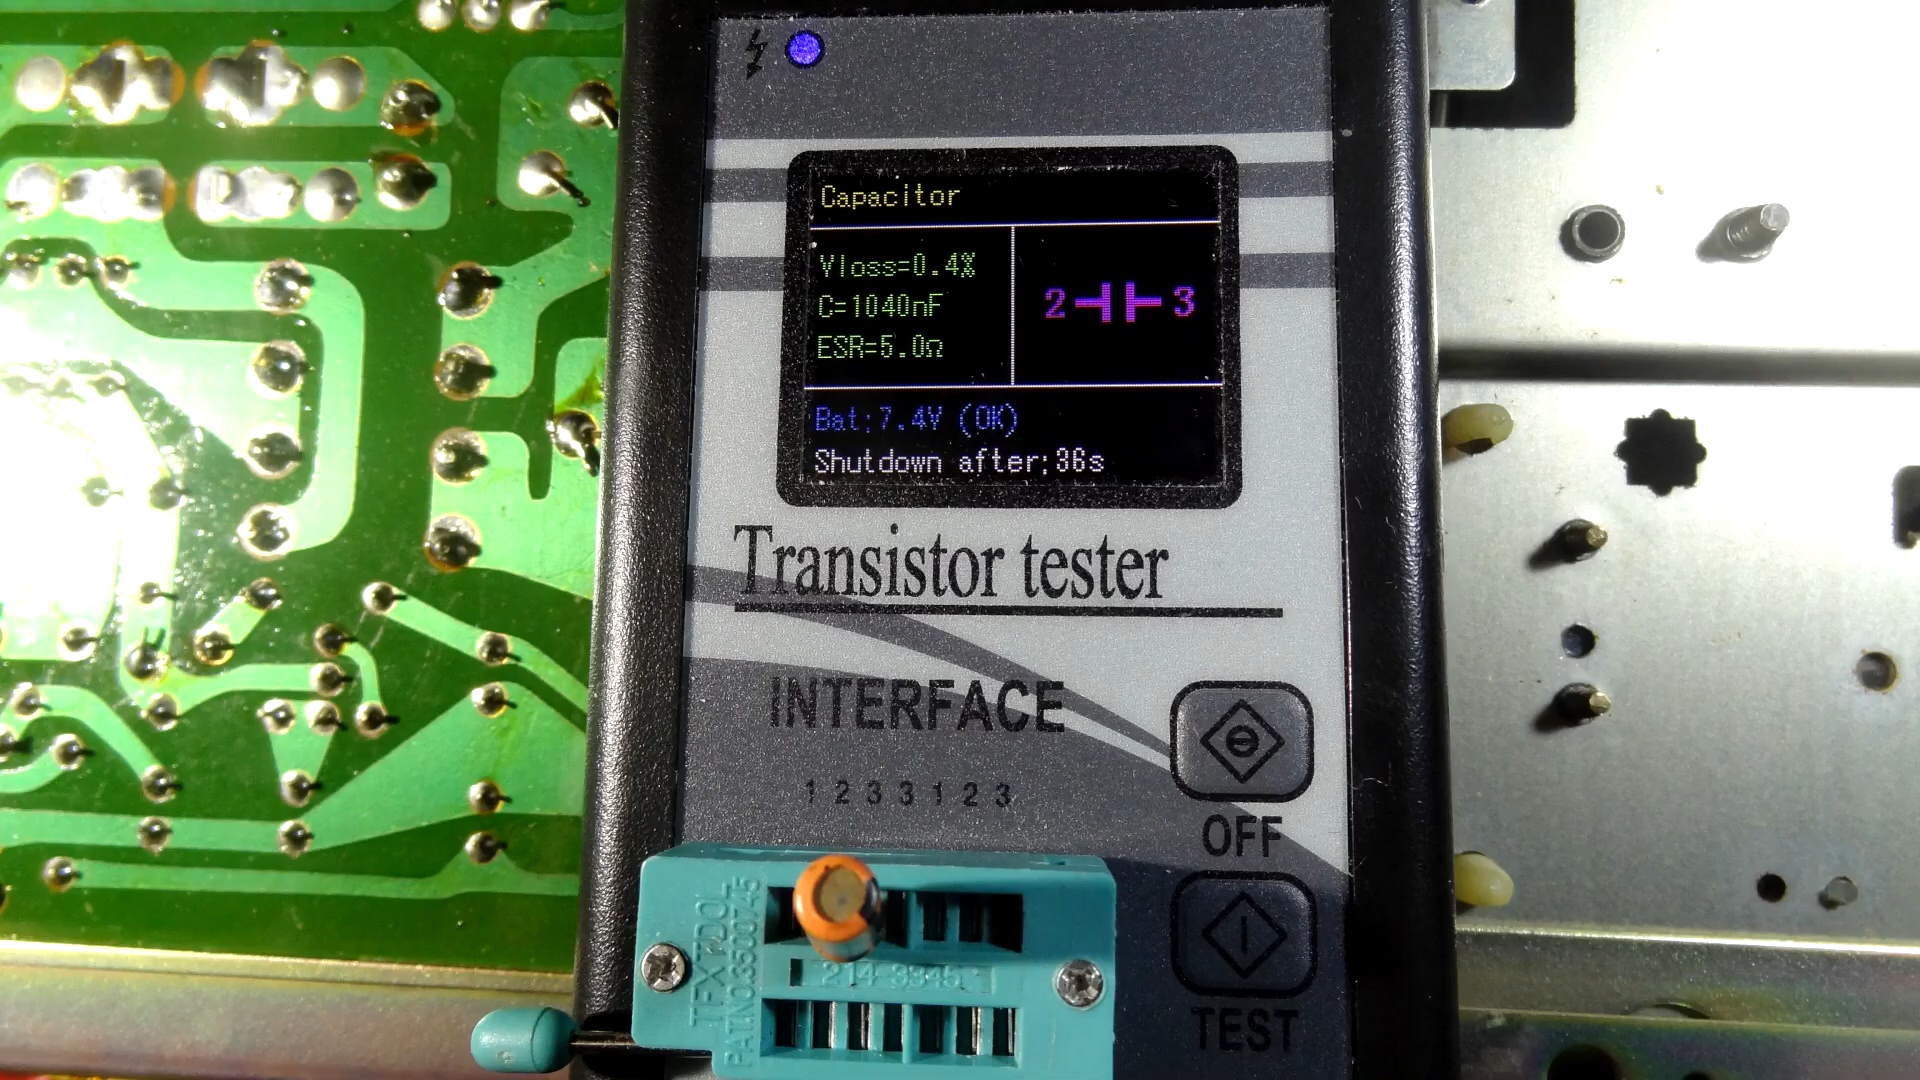 Capacitor
Vloss=0.4%
C=1040nF
ESR=5.0Ω
2 3
Bat:7.4V (OK)
Shutdown after:36s
Transistor tester
INTERFACE
1 2 3 3 1 2 3
OFF
TEST
214-3345